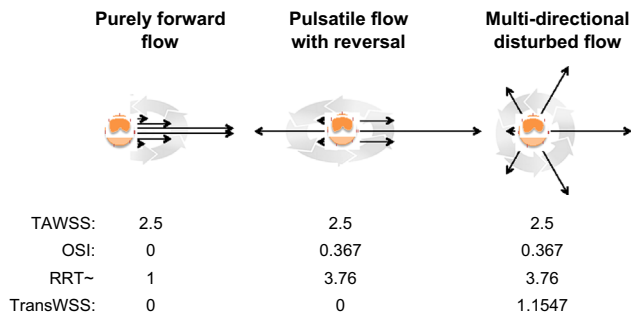 Purely forward
flow
Pulsatile flow
with reversal
Multi-directional
disturbed flow
TAWSS: 2.5 2.5 2.5
OSI: 0 0.367 0.367
RRT~ 1 3.76 3.76
TransWSS: 0 0 1.1547